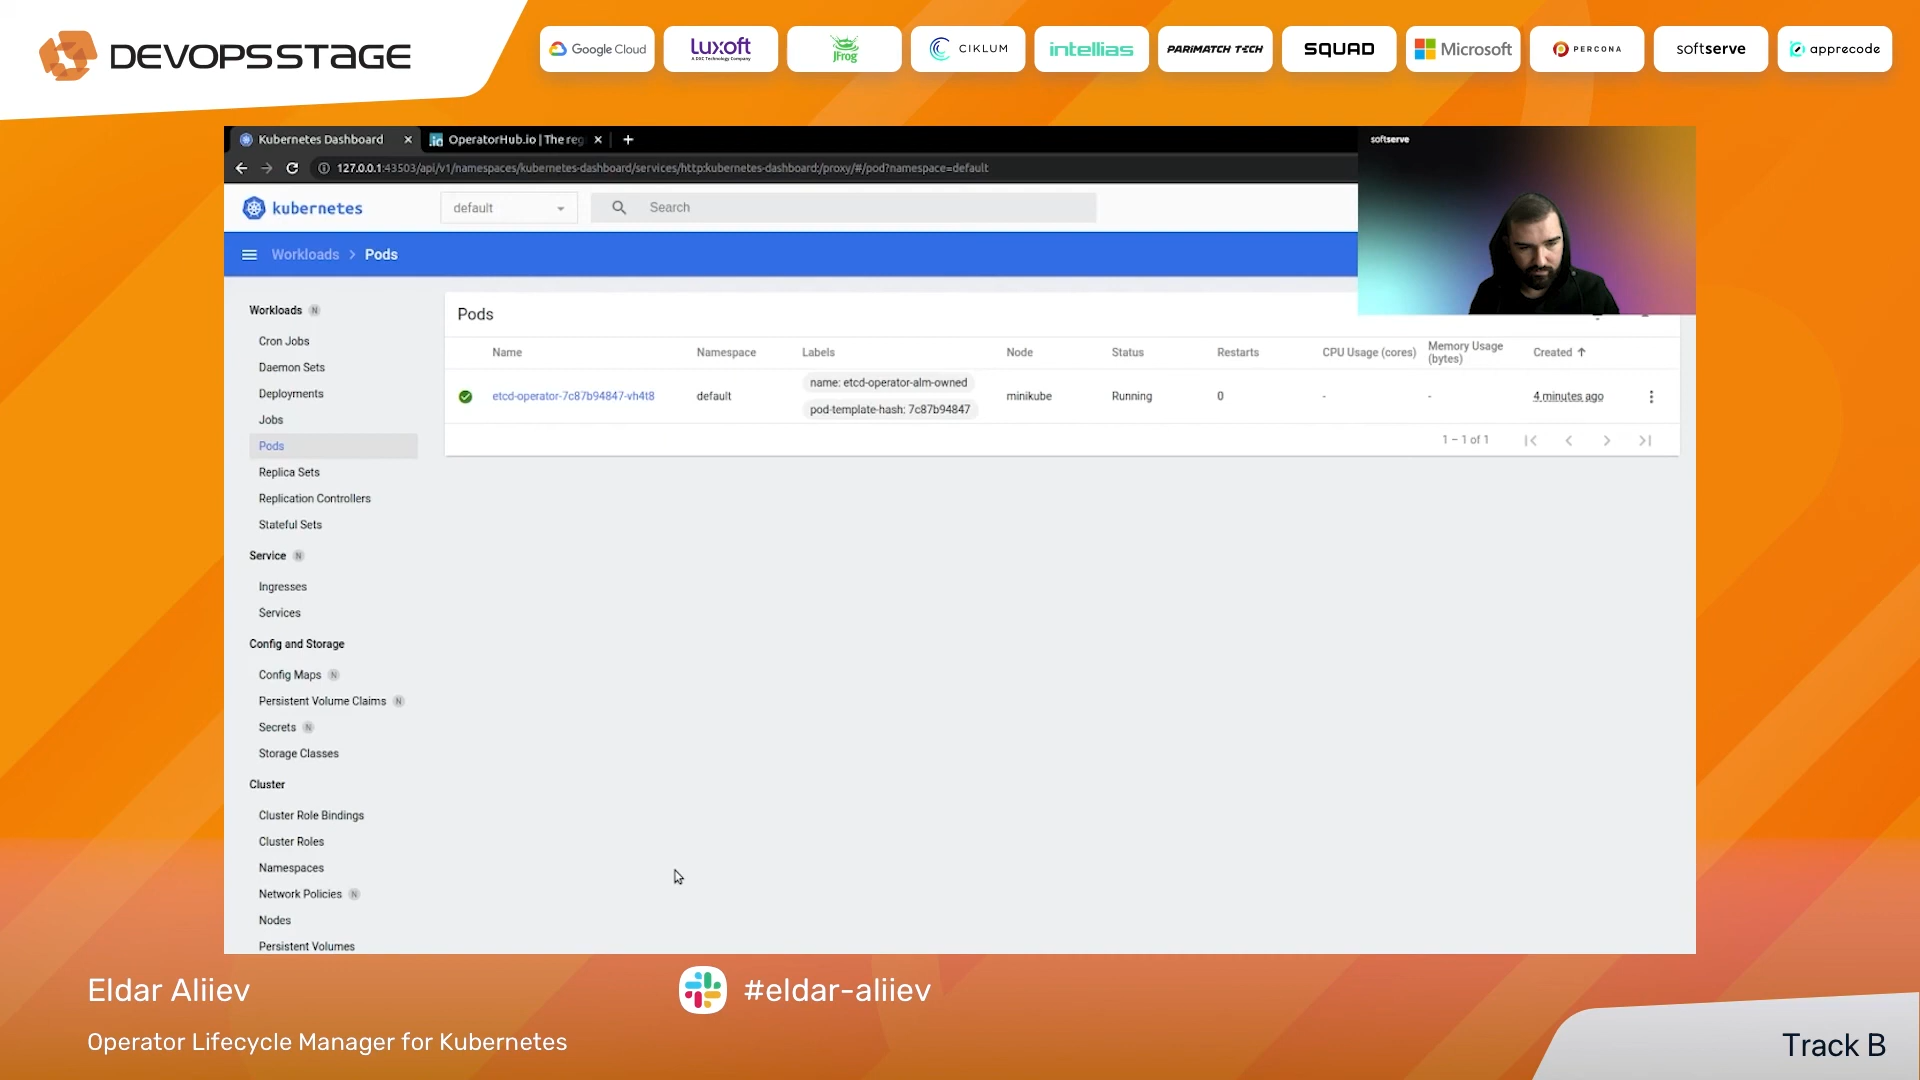 DEVOPSSTAGE
Google Cloud
LUXOFT
A DXC Technology Company
JFrog
CIKLUM
intellias
PARIMATCH TECH
SQUAD
Microsoft
PERCONA
softserve
apprecode
Kubernetes Dashboard
OperatorHub.io | The reg
127.0.0.1:43503/api/v1/namespaces/kubernetes-dashboard/services/http:kubernetes-dashboard:/proxy/#/pod?namespace=default
softserve
kubernetes
default
Search
Workloads > Pods
Workloads N
Cron Jobs
Daemon Sets
Deployments
Jobs
Pods
Replica Sets
Replication Controllers
Stateful Sets
Service N
Ingresses
Services
Config and Storage
Config Maps N
Persistent Volume Claims N
Secrets N
Storage Classes
Cluster
Cluster Role Bindings
Cluster Roles
Namespaces
Network Policies N
Nodes
Persistent Volumes
Pods
Name Namespace Labels Node Status Restarts CPU Usage (cores) Memory Usage (bytes) Created
etcd-operator-7c87b94847-vh4t8 default name: etcd-operator-alm-owned minikube Running 0 - - 4 minutes ago
pod-template-hash: 7c87b94847
1 – 1 of 1
Eldar Aliiev
#eldar-aliiev
Operator Lifecycle Manager for Kubernetes
Track B